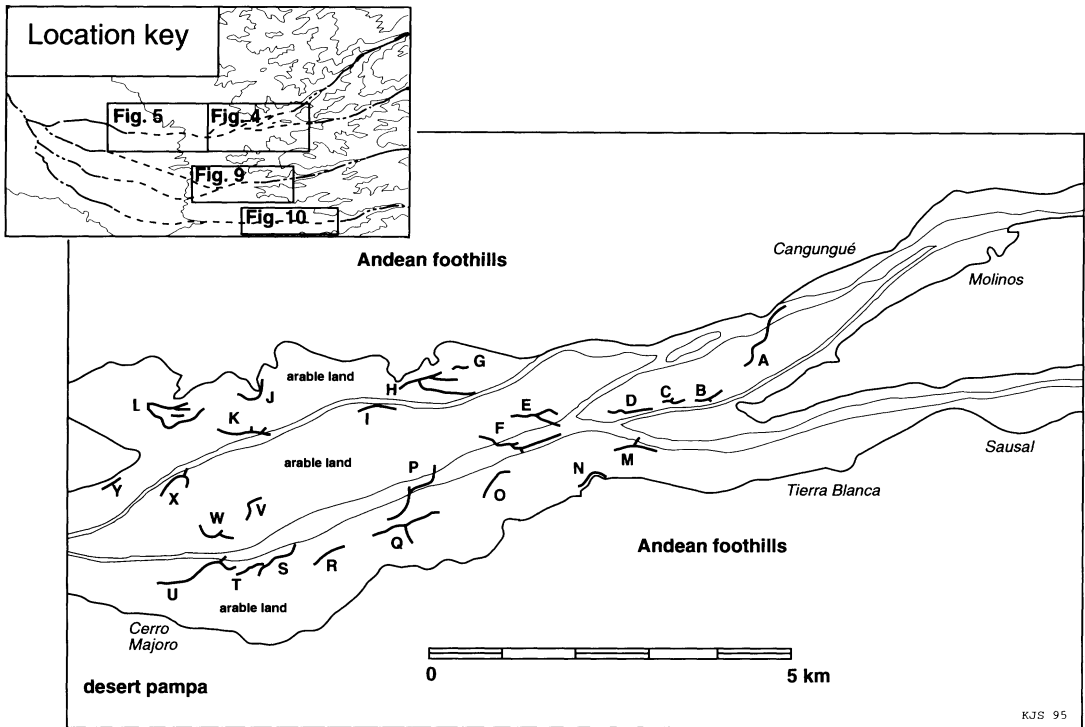 Location key
Fig. 5
Fig. 4
Fig. 9
Fig. 10
Andean foothills
Cangungué
Molinos
A
G
arable land
H
J
L
C
B
D
I
K
E
F
arable land
Sausal
M
P
N
Y
X
O
Tierra Blanca
V
W
Q
Andean foothills
R
S
T
U
arable land
Cerro
Majoro
0
5 km
desert pampa
KJS 95